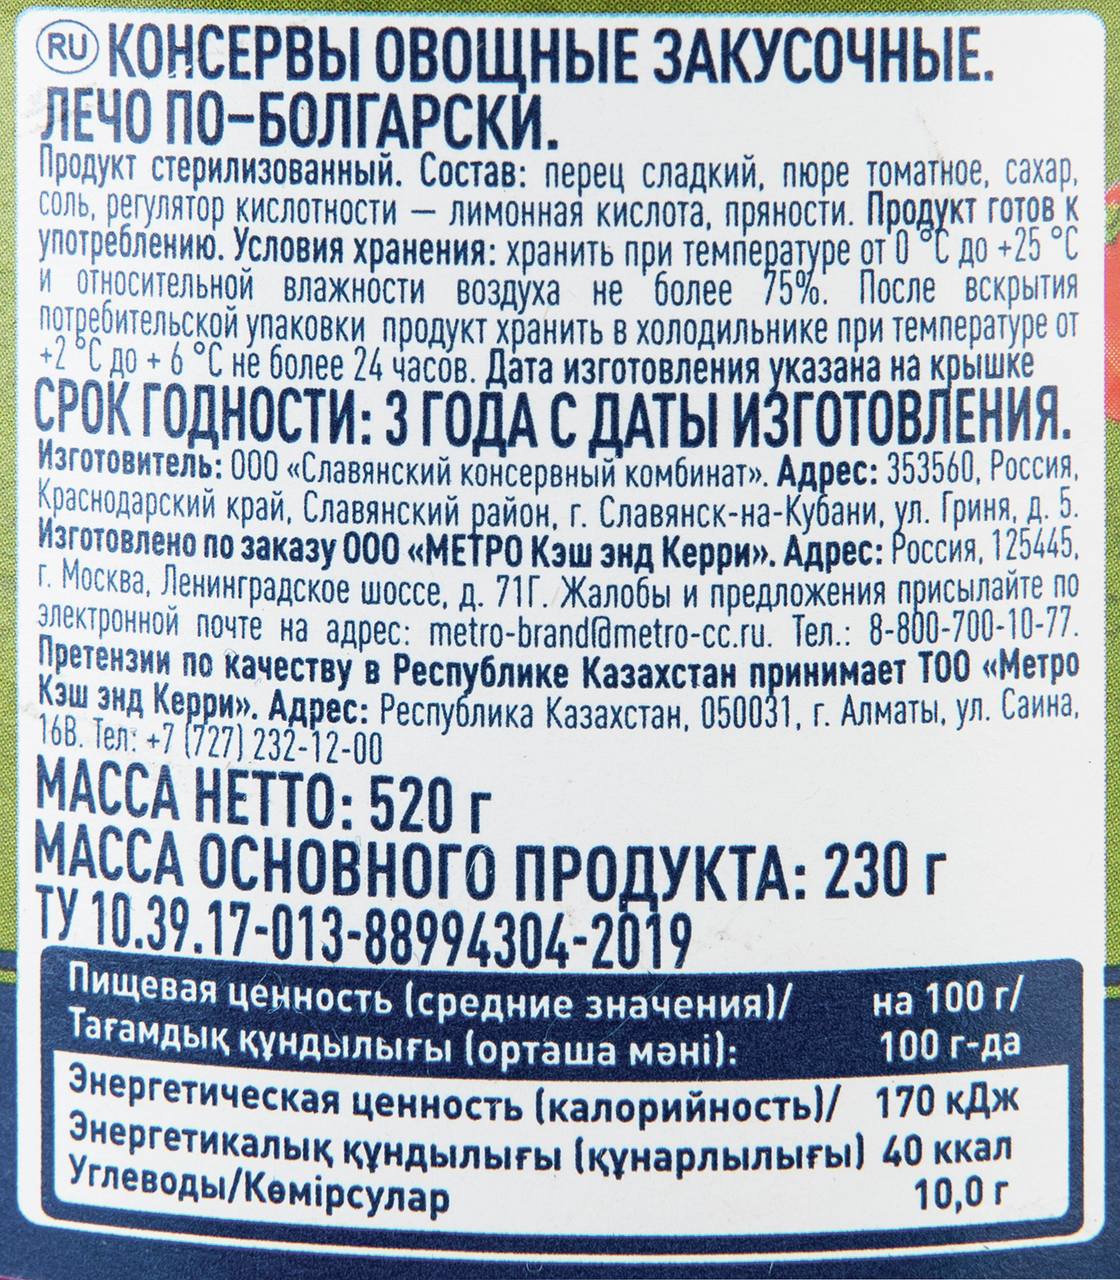 RU КОНСЕРВЫ ОВОЩНЫЕ ЗАКУСОЧНЫЕ.
ЛЕЧО ПО-БОЛГАРСКИ.
Продукт стерилизованный. Состав: перец сладкий, пюре томатное, сахар,
соль, регулятор кислотности — лимонная кислота, пряности. Продукт готов к
употреблению. Условия хранения: хранить при температуре от 0 °C до +25 °C
и относительной влажности воздуха не более 75%. После вскрытия
потребительской упаковки продукт хранить в холодильнике при температуре от
+2 °C до + 6 °C не более 24 часов. Дата изготовления указана на крышке
СРОК ГОДНОСТИ: 3 ГОДА С ДАТЫ ИЗГОТОВЛЕНИЯ.
Изготовитель: ООО «Славянский консервный комбинат». Адрес: 353560, Россия,
Краснодарский край, Славянский район, г. Славянск-на-Кубани, ул. Гриня, д. 5.
Изготовлено по заказу ООО «МЕТРО Кэш энд Керри». Адрес: Россия, 125445,
г. Москва, Ленинградское шоссе, д. 71Г. Жалобы и предложения присылайте по
электронной почте на адрес: metro-brand@metro-cc.ru. Тел.: 8-800-700-10-77.
Претензии по качеству в Республике Казахстан принимает ТОО «Метро
Кэш энд Керри». Адрес: Республика Казахстан, 050031, г. Алматы, ул. Саина,
16В. Тел: +7 (727) 232-12-00
МАССА НЕТТО: 520 г
МАССА ОСНОВНОГО ПРОДУКТА: 230 г
ТУ 10.39.17-013-88994304-2019
Пищевая ценность (средние значения)/ на 100 г/
Тағамдық құндылығы (орташа мәні): 100 г-да
Энергетическая ценность (калорийность)/ 170 кДж
Энергетикалық құндылығы (құнарлылығы) 40 ккал
Углеводы/Көмірсулар 10,0 г